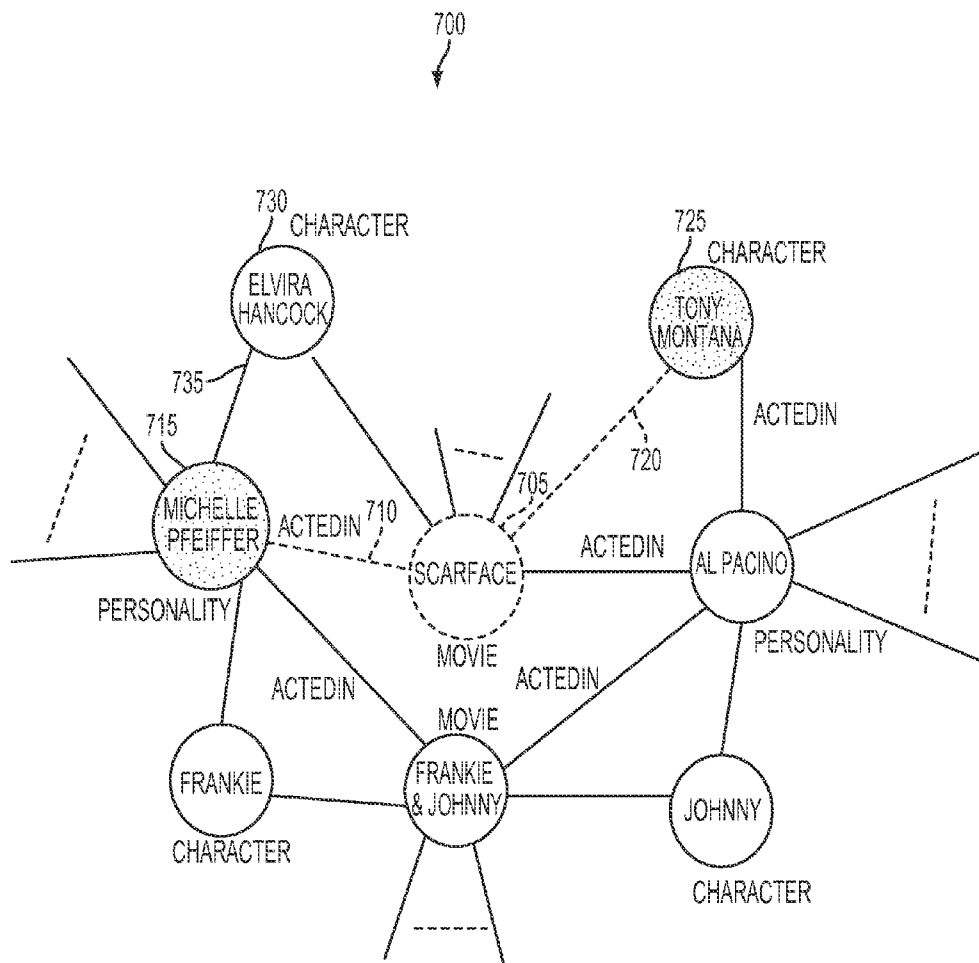 700
730
CHARACTER
725
CHARACTER
ELVIRA
HANCOCK
TONY
MONTANA
735
715
ACTEDIN
720
705
MICHELLE
PFEIFFER
ACTEDIN
710
ACTEDIN
SCARFACE
AL PACINO
PERSONALITY
MOVIE
PERSONALITY
ACTEDIN
ACTEDIN
MOVIE
FRANKIE
FRANKIE
& JOHNNY
JOHNNY
CHARACTER
CHARACTER